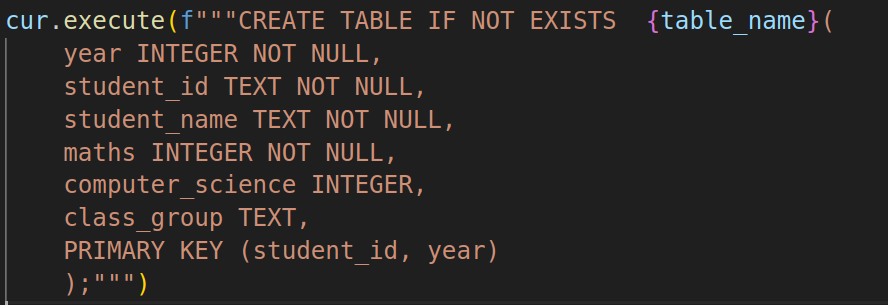 cur.execute(f"""CREATE TABLE IF NOT EXISTS  {table_name}(
    year INTEGER NOT NULL,
    student_id TEXT NOT NULL,
    student_name TEXT NOT NULL,
    maths INTEGER NOT NULL,
    computer_science INTEGER,
    class_group TEXT,
    PRIMARY KEY (student_id, year)
    );""")